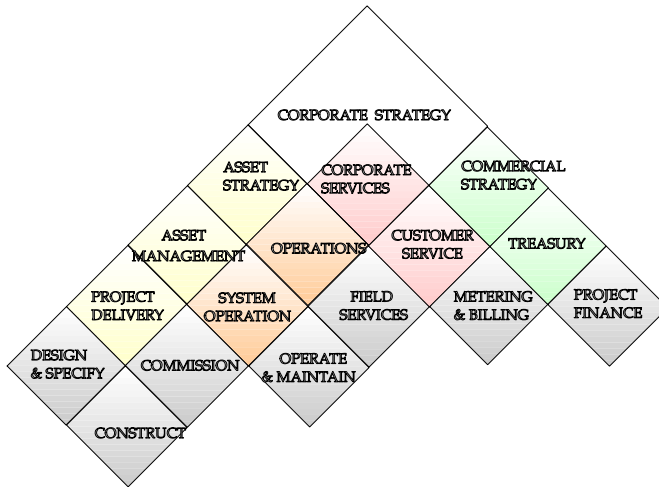 CORPORATE STRATEGY
ASSET
STRATEGY
CORPORATE
SERVICES
COMMERCIAL
STRATEGY
ASSET
MANAGEMENT
OPERATIONS
CUSTOMER
SERVICE
TREASURY
PROJECT
DELIVERY
SYSTEM
OPERATION
FIELD
SERVICES
METERING
& BILLING
PROJECT
FINANCE
DESIGN
& SPECIFY
COMMISSION
OPERATE
& MAINTAIN
CONSTRUCT